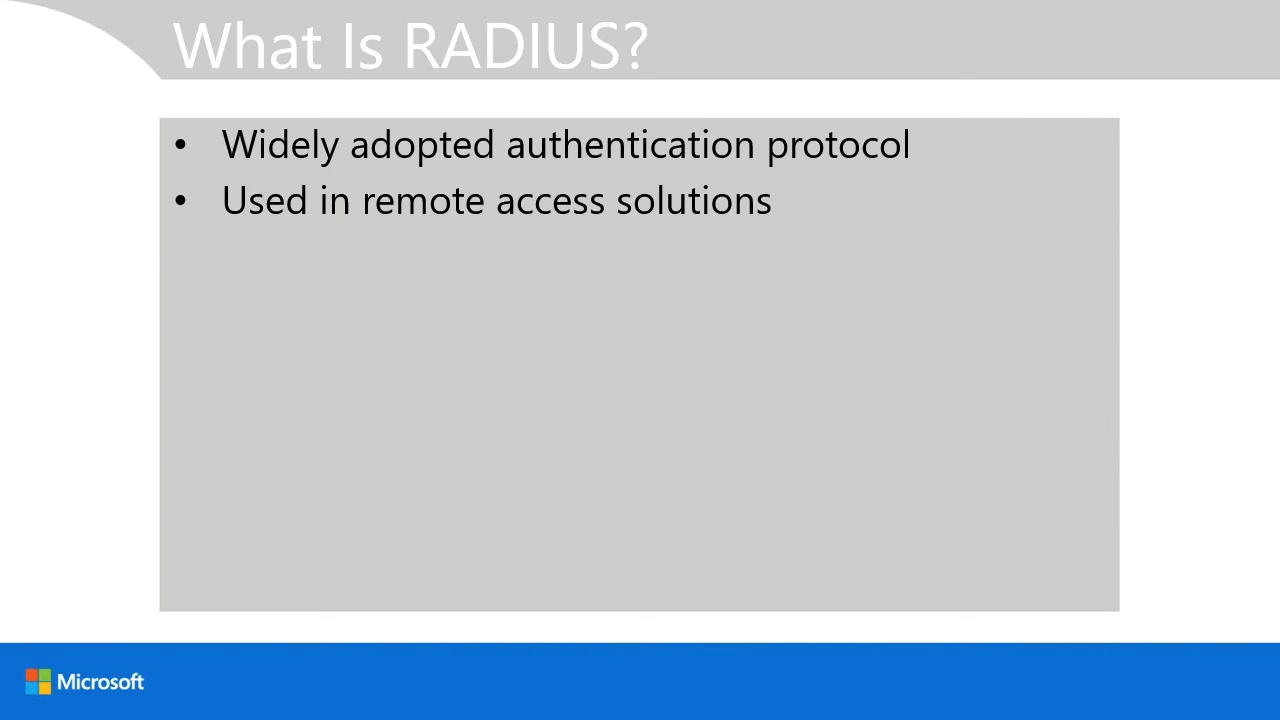 What Is RADIUS?
• Widely adopted authentication protocol
• Used in remote access solutions
Microsoft